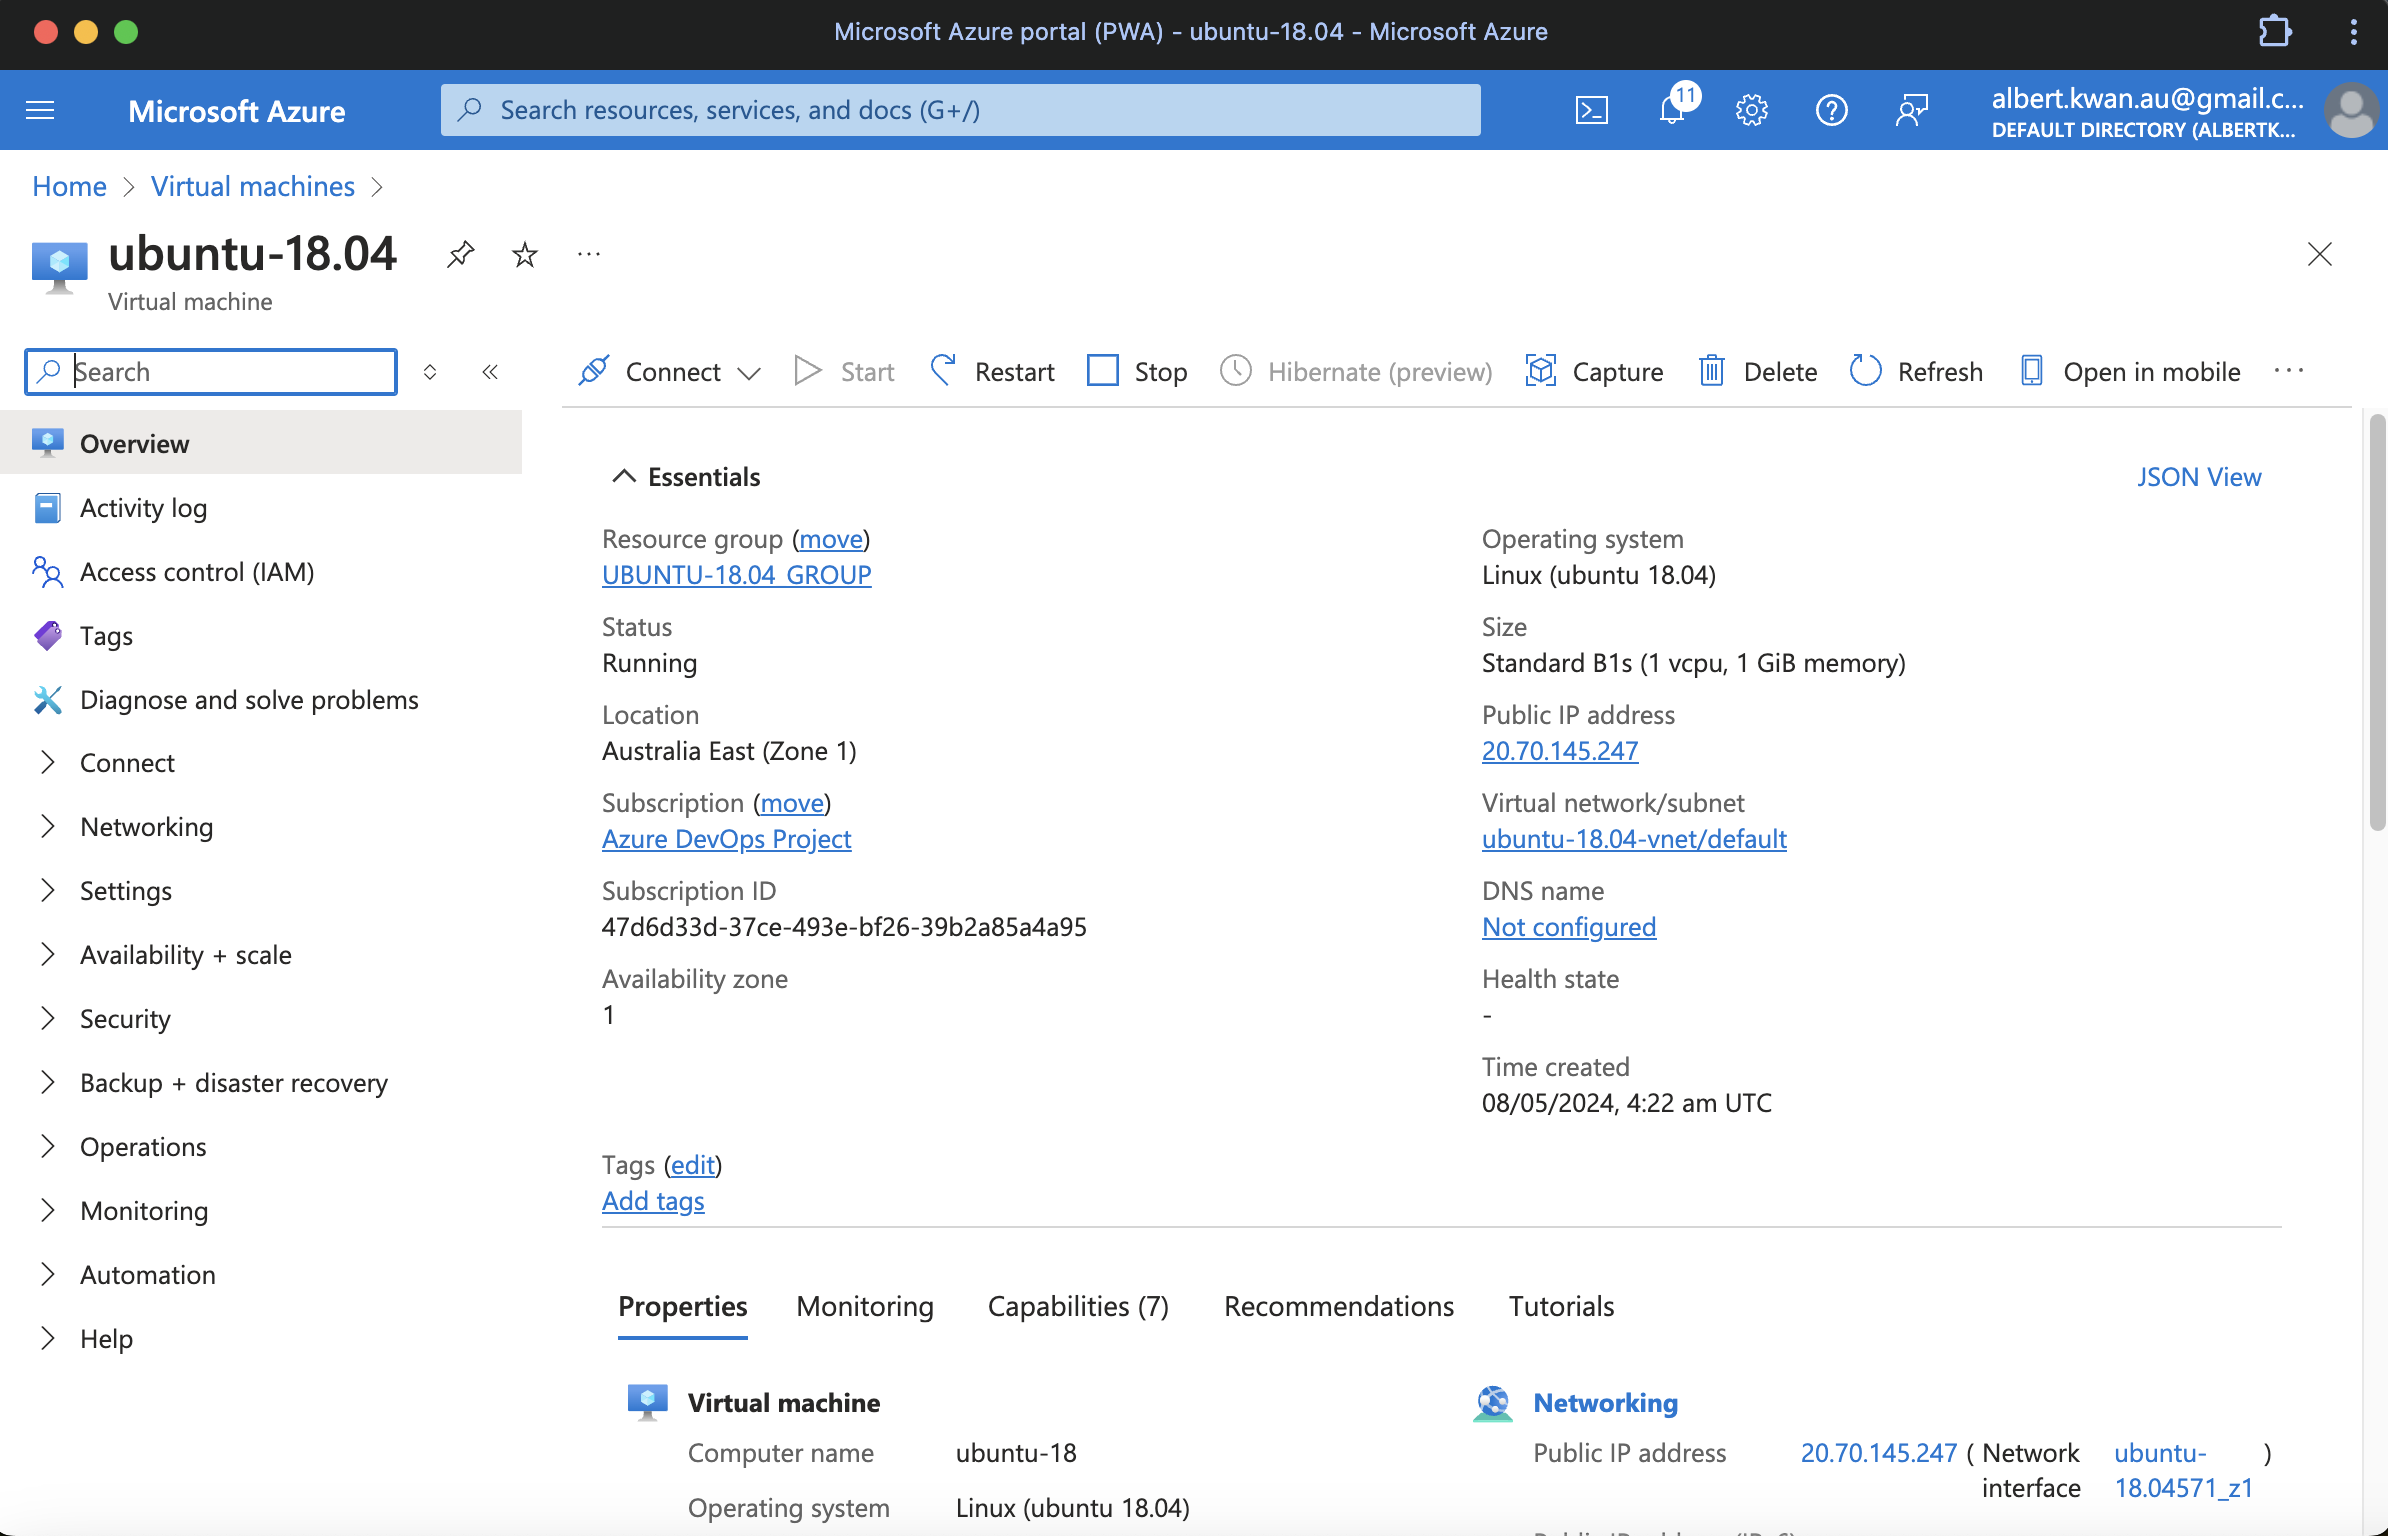 Microsoft Azure portal (PWA) - ubuntu-18.04 - Microsoft Azure
Microsoft Azure
Search resources, services, and docs (G+/)
11
albert.kwan.au@gmail.c...
DEFAULT DIRECTORY (ALBERTK...
Home > Virtual machines >
ubuntu-18.04
Virtual machine
Search
Connect Start Restart Stop Hibernate (preview) Capture Delete Refresh Open in mobile
Overview
Activity log
Access control (IAM)
Tags
Diagnose and solve problems
Connect
Networking
Settings
Availability + scale
Security
Backup + disaster recovery
Operations
Monitoring
Automation
Help
Essentials
JSON View
Resource group (move)
UBUNTU-18.04_GROUP
Status
Running
Location
Australia East (Zone 1)
Subscription (move)
Azure DevOps Project
Subscription ID
47d6d33d-37ce-493e-bf26-39b2a85a4a95
Availability zone
1
Operating system
Linux (ubuntu 18.04)
Size
Standard B1s (1 vcpu, 1 GiB memory)
Public IP address
20.70.145.247
Virtual network/subnet
ubuntu-18.04-vnet/default
DNS name
Not configured
Health state
-
Time created
08/05/2024, 4:22 am UTC
Tags (edit)
Add tags
Properties Monitoring Capabilities (7) Recommendations Tutorials
Virtual machine
Computer name ubuntu-18
Operating system Linux (ubuntu 18.04)
Networking
Public IP address 20.70.145.247 ( Network ubuntu- )
interface 18.04571_z1